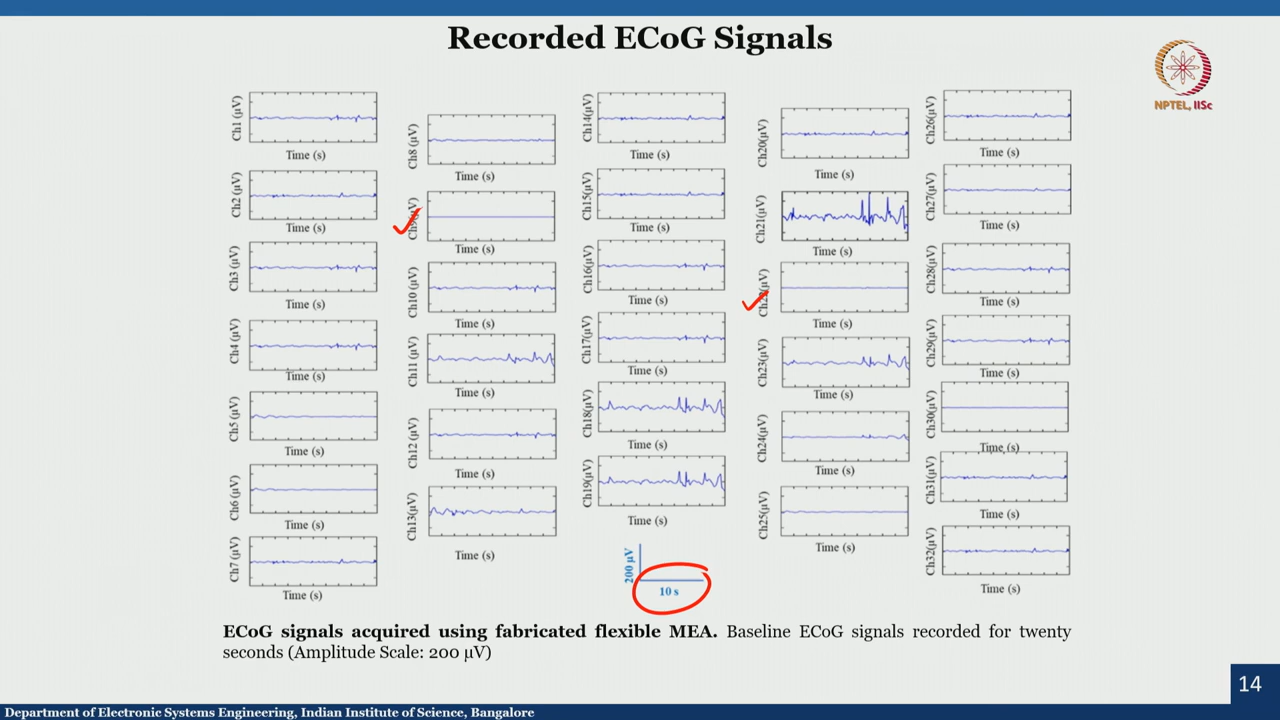 Recorded ECoG Signals
NPTEL, IISc
Ch1 (µV)
Time (s)
Ch2 (µV)
Time (s)
Ch3 (µV)
Time (s)
Ch4 (µV)
Time (s)
Ch5 (µV)
Time (s)
Ch6 (µV)
Time (s)
Ch7 (µV)
Time (s)
Ch8 (µV)
Time (s)
Time (s)
Ch10 (µV)
Time (s)
Ch11 (µV)
Time (s)
Ch12 (µV)
Time (s)
Ch13(µV)
Time (s)
Ch14(µV)
Time (s)
Ch15(µV)
Time (s)
Ch16(µV)
Time (s)
Ch17(µV)
Time (s)
Ch18(µV)
Time (s)
Ch19(µV)
Time (s)
200 µV
10 s
Ch20(µV)
Time (s)
Ch21(µV)
Time (s)
Time (s)
Ch23(µV)
Time (s)
Ch24(µV)
Time (s)
Ch25(µV)
Time (s)
Ch26(µV)
Time (s)
Ch27(µV)
Time (s)
Ch28(µV)
Time (s)
Ch29(µV)
Time (s)
Ch30(µV)
Time (s)
Ch31(µV)
Time (s)
Ch32(µV)
Time (s)
ECoG signals acquired using fabricated flexible MEA. Baseline ECoG signals recorded for twenty
seconds (Amplitude Scale: 200 µV)
14
Department of Electronic Systems Engineering, Indian Institute of Science, Bangalore